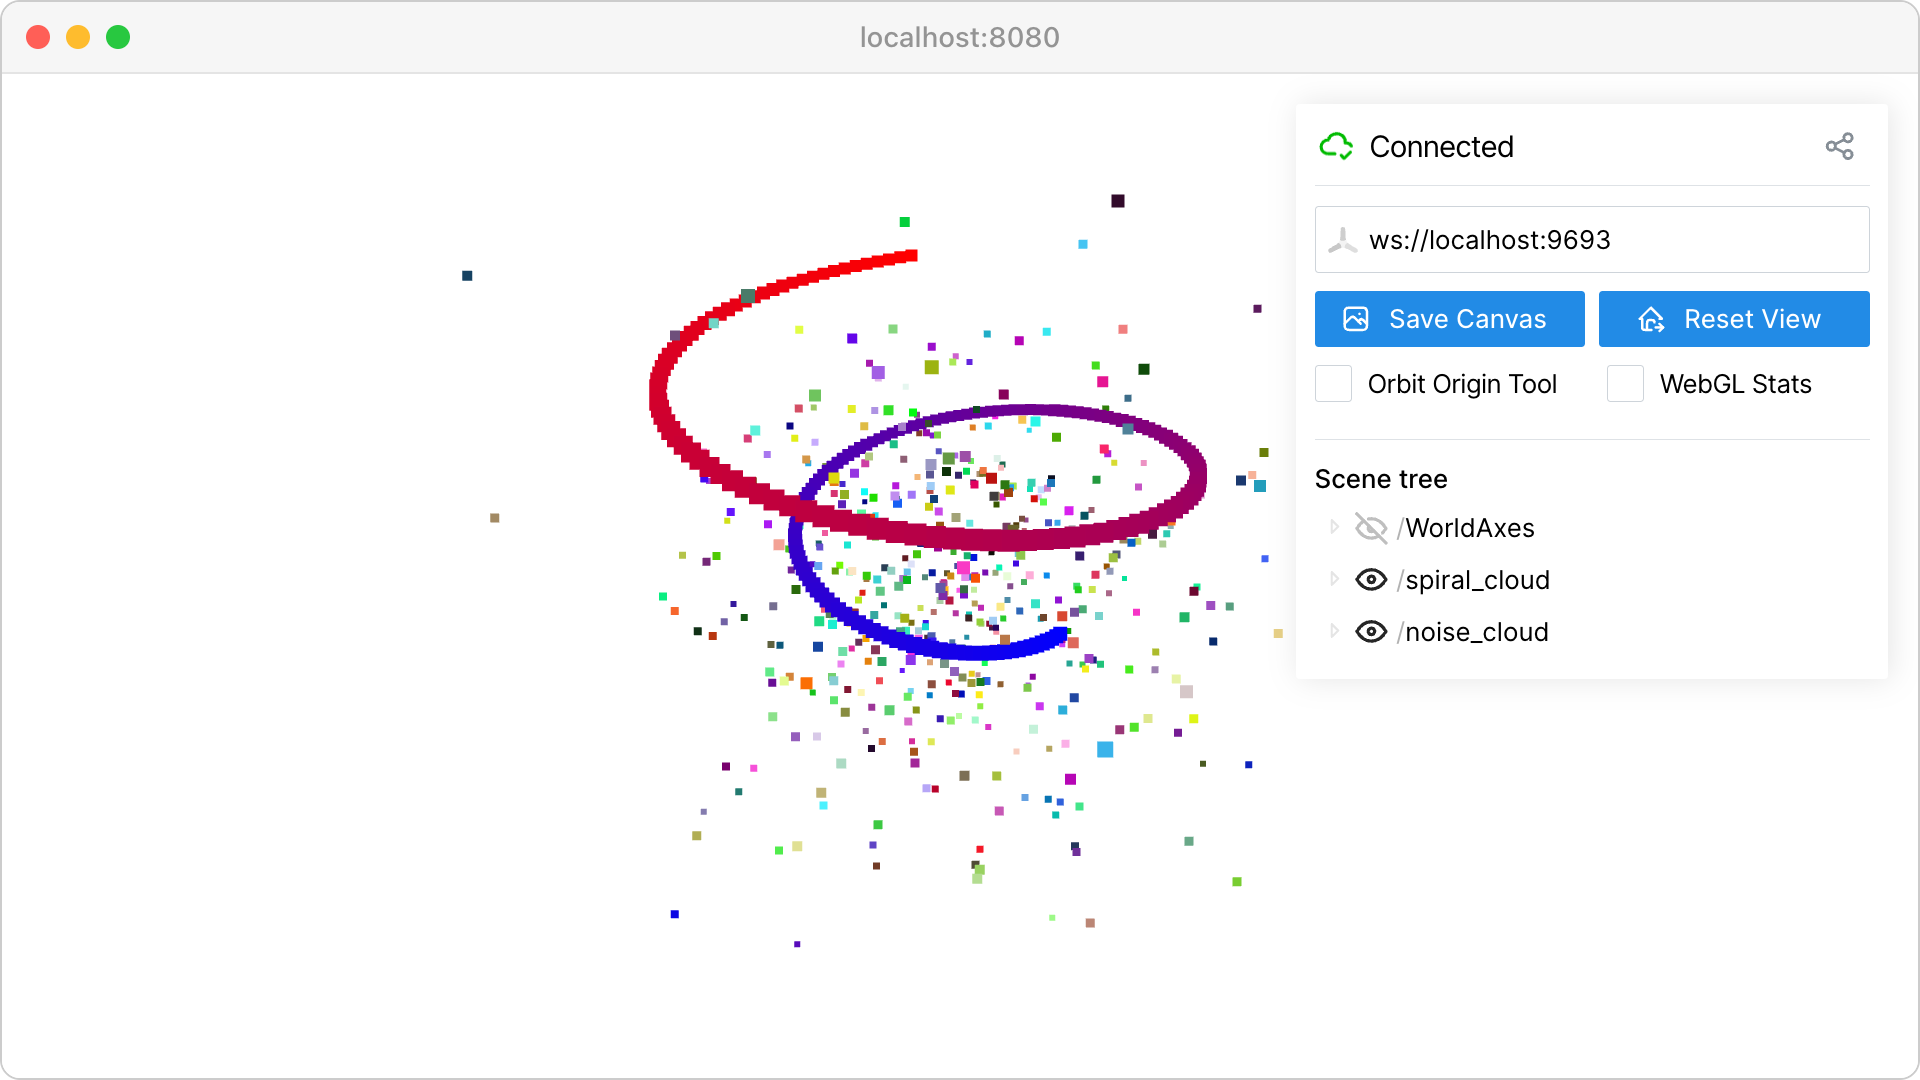 localhost:8080
Connected
ws://localhost:9693
Save Canvas
Reset View
Orbit Origin Tool
WebGL Stats
Scene tree
/WorldAxes
/spiral_cloud
/noise_cloud